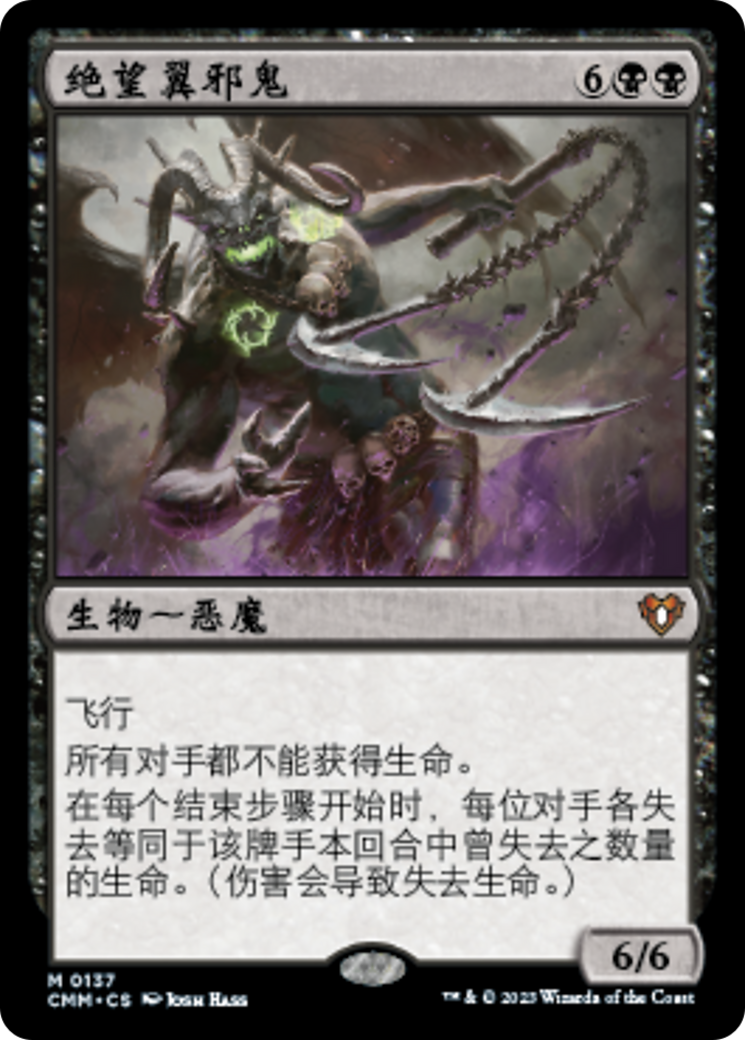 绝望翼邪鬼 6
生物～恶魔
飞行
所有对手都不能获得生命。
在每个结束步骤开始时，每位对手各失
去等同于该牌手本回合中曾失去之数量
的生命。（伤害会导致失去生命。）
6/6
M 0137
CMM • CS Josh Hass
™ & © 2023 Wizards of the Coast